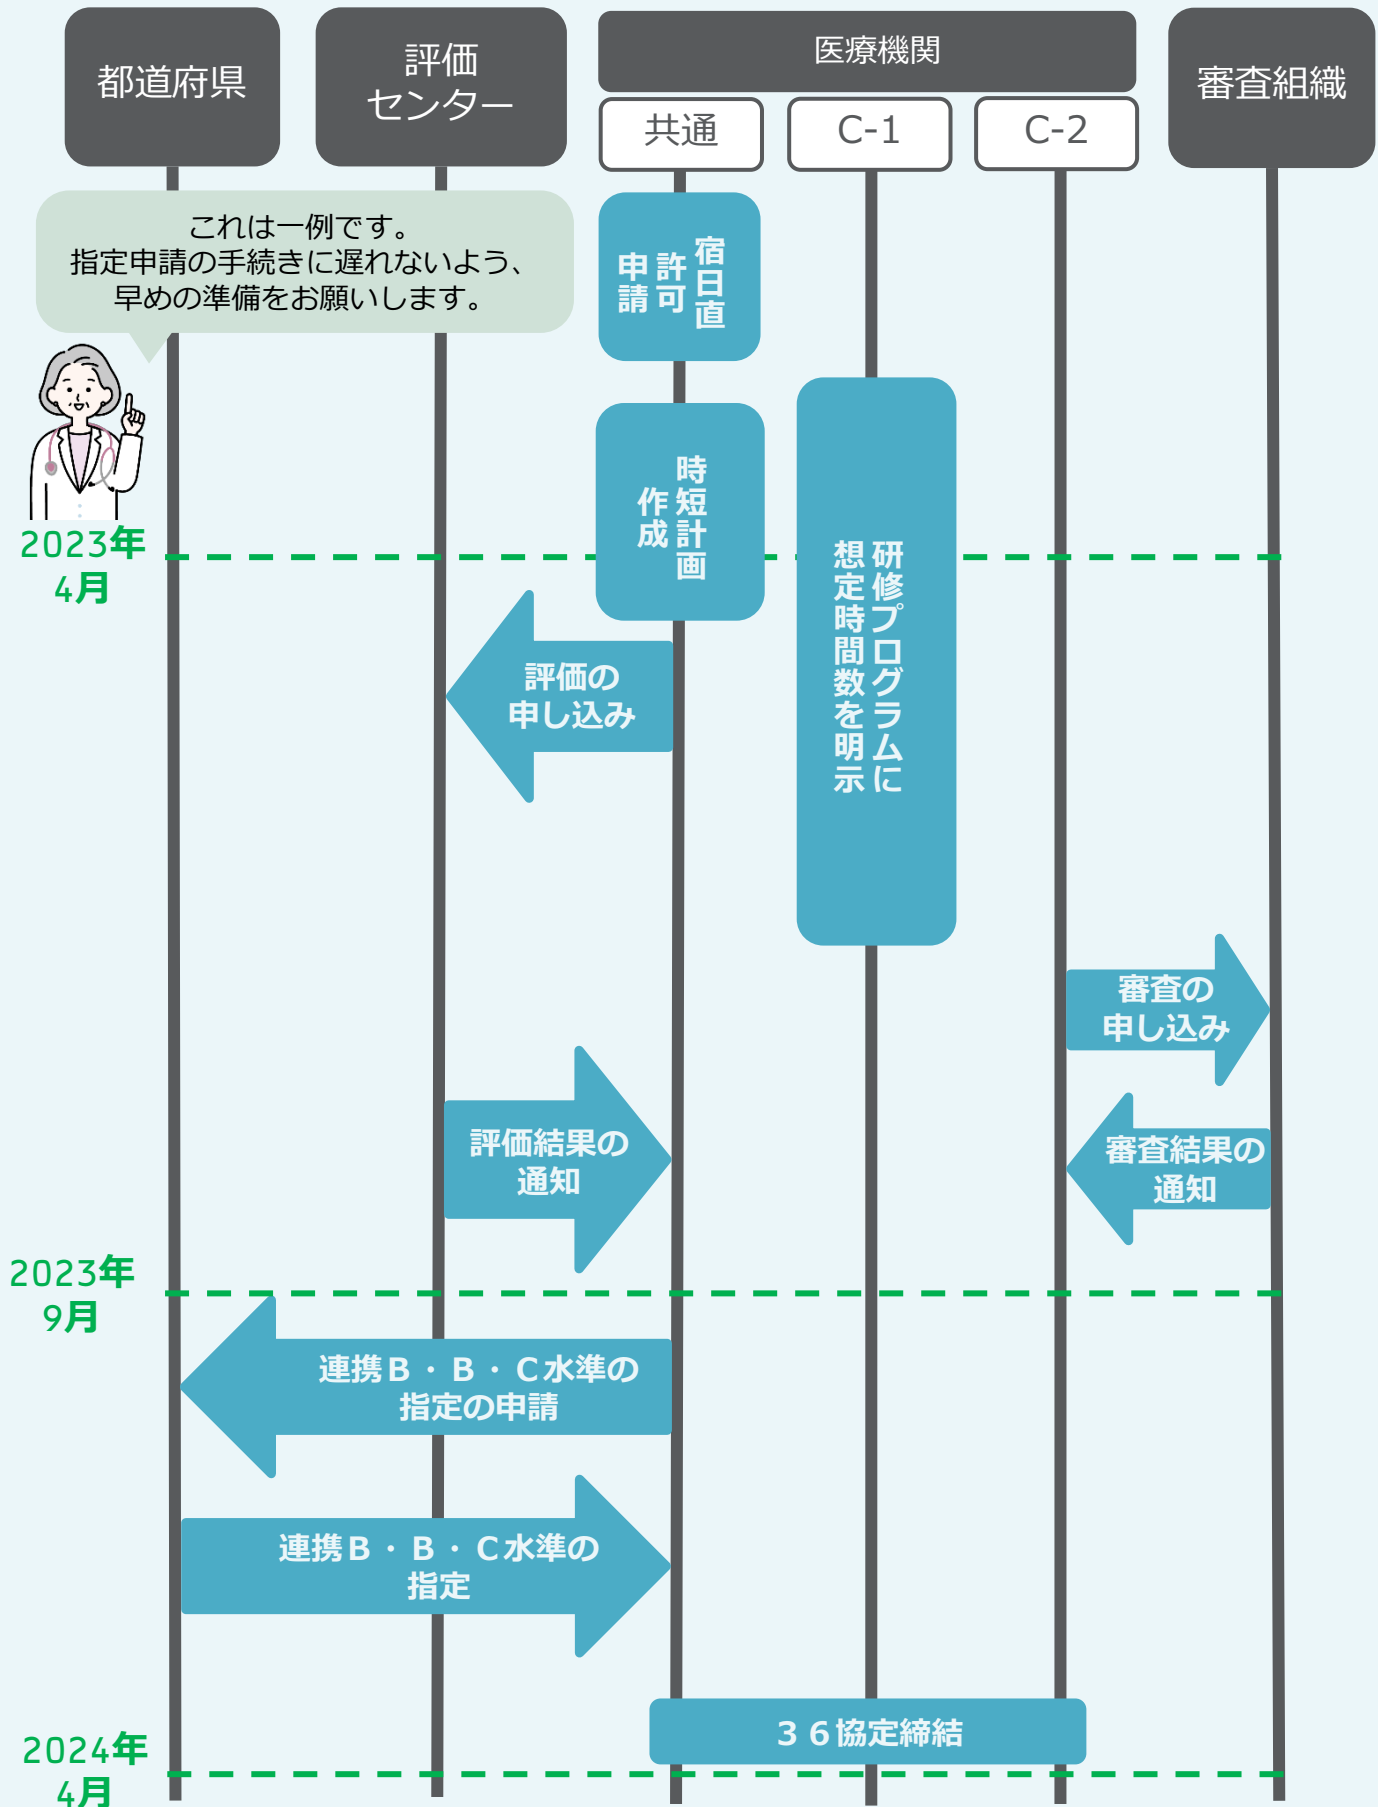 都道府県
評価
センター
医療機関
共通
C-1
C-2
審査組織
これは一例です。
指定申請の手続きに遅れないよう、
早めの準備をお願いします。
宿日直
許可
申請
時短計画
作成
2023年
4月
研修プログラムに
想定時間数を明示
評価の
申し込み
審査の
申し込み
評価結果の
通知
審査結果の
通知
2023年
9月
連携Ｂ・Ｂ・Ｃ水準の
指定の申請
連携Ｂ・Ｂ・Ｃ水準の
指定
３６協定締結
2024年
4月